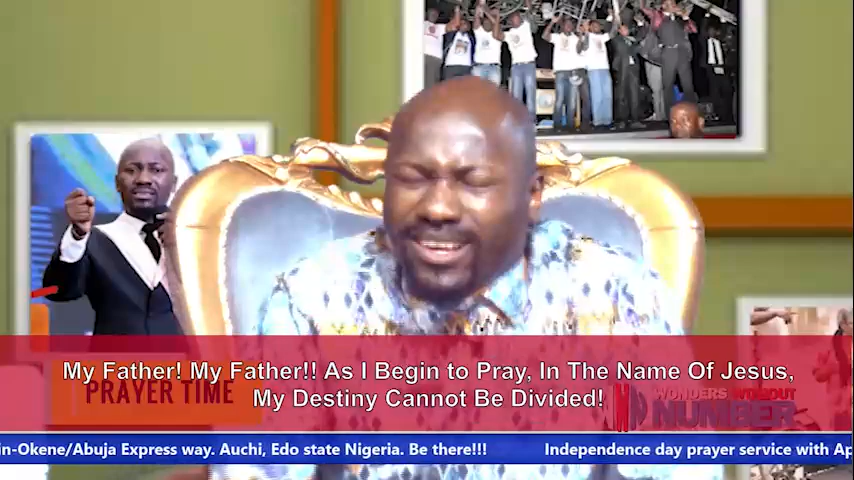 My Father! My Father!! As I Begin to Pray, In The Name Of Jesus,
My Destiny Cannot Be Divided!
PRAYER TIME
WONDERS WITHOUT
NUMBER
in-Okene/Abuja Express way. Auchi, Edo state Nigeria. Be there!!! Independence day prayer service with Ap